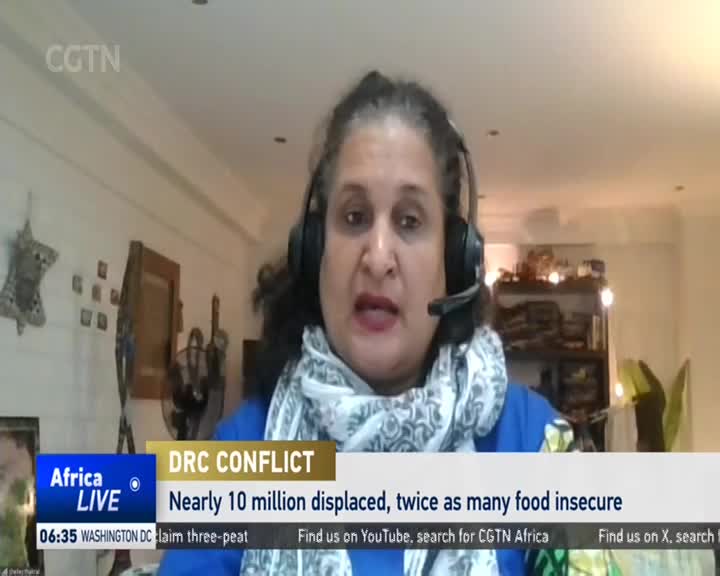 CGTN
DRC CONFLICT
Africa
LIVE
Nearly 10 million displaced, twice as many food insecure
06:35 WASHINGTON DC claim three-peat Find us on YouTube, search for CGTN Africa Find us on X, search